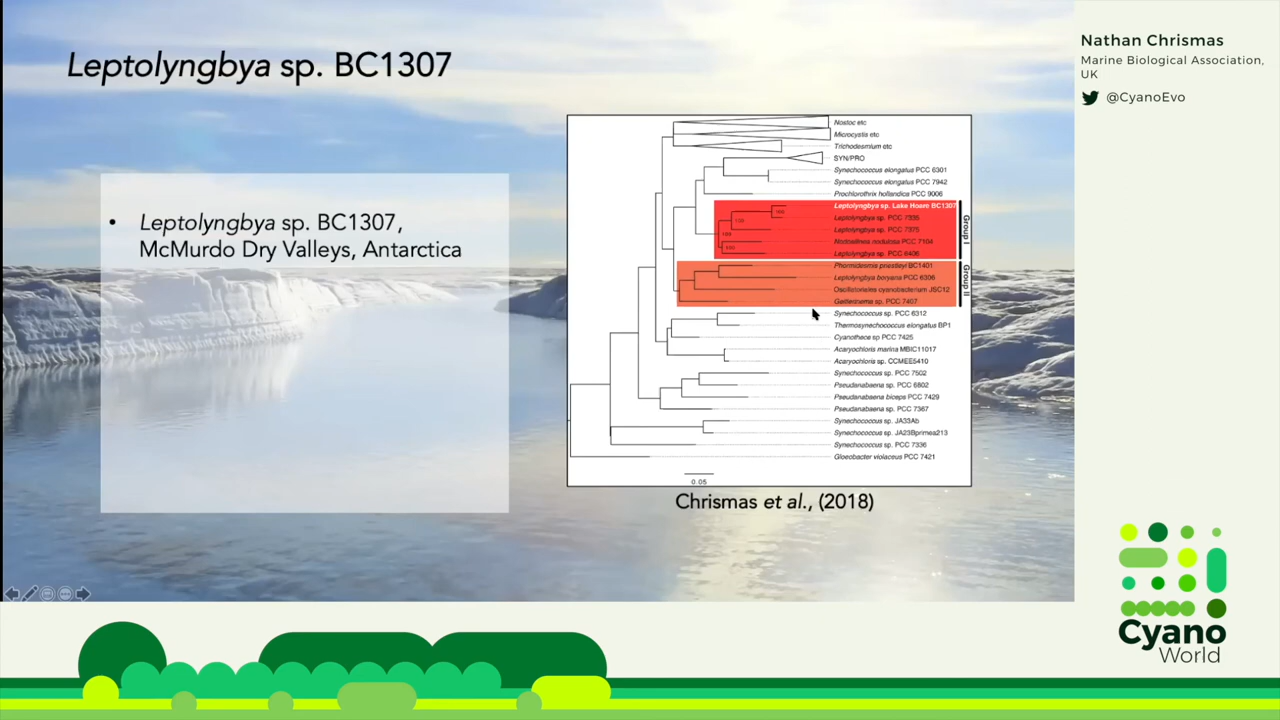 Leptolyngbya sp. BC1307
• Leptolyngbya sp. BC1307,
McMurdo Dry Valleys, Antarctica
Nostoc etc
Microcystis etc
Trichodesmium etc
SYN/PRO
Synechococcus elongatus PCC 6301
Synechococcus elongatus PCC 7942
Prochlorothrix hollandica PCC 9006
Leptolyngbya sp. Lake Hoare BC1307
Leptolyngbya sp. PCC 7335
Leptolyngbya sp. PCC 7375
Nodosilinea nodulosa PCC 7104
Leptolyngbya sp. PCC 6406
Phormidesmis priestleyi BC1401
Leptolyngbya boryana PCC 6306
Oscillatoriales cyanobacterium JSC12
Geitlerinema sp. PCC 7407
Synechococcus sp. PCC 6312
Thermosynechococcus elongatus BP1
Cyanothece sp PCC 7425
Acaryochloris marina MBIC11017
Acaryochloris sp. CCMEE5410
Synechococcus sp. PCC 7502
Pseudanabaena sp. PCC 6802
Pseudanabaena biceps PCC 7429
Pseudanabaena sp. PCC 7367
Synechococcus sp. JA33Ab
Synechococcus sp. JA23Bprimea213
Synechococcus sp. PCC 7336
Gloeobacter violaceus PCC 7421
Group I
Group II
100
100
0.05
Chrismas et al., (2018)
Nathan Chrismas
Marine Biological Association,
UK
@CyanoEvo
Cyano
World